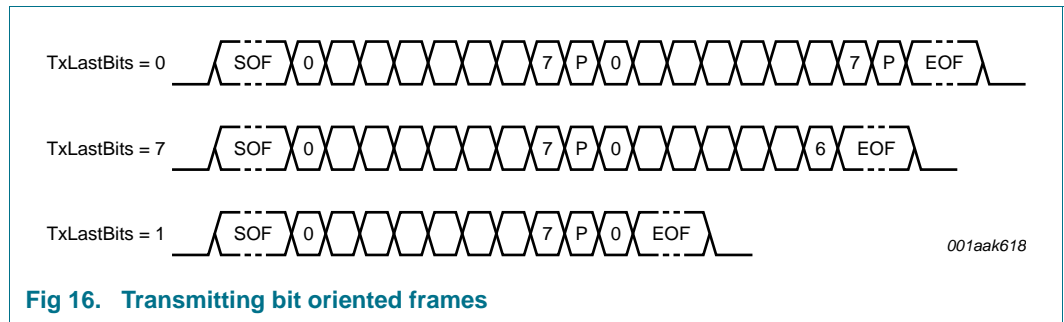 TxLastBits = 0 SOF 0 7 P 0 7 P EOF
TxLastBits = 7 SOF 0 7 P 0 6 EOF
TxLastBits = 1 SOF 0 7 P 0 EOF
001aak618
Fig 16. Transmitting bit oriented frames